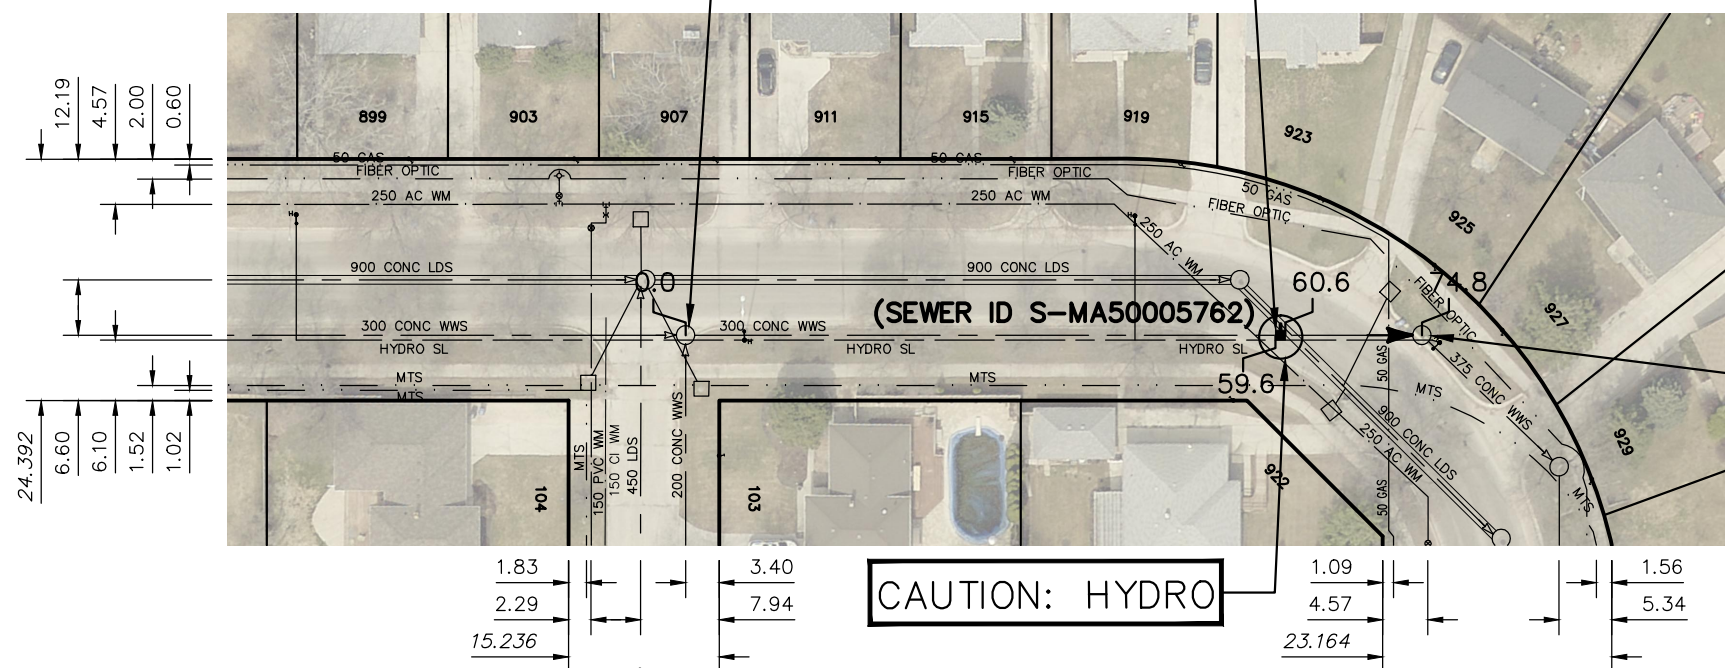 12.19
4.57
2.00
0.60
899
903
907
911
915
919
923
925
927
929
50 GAS
50 GAS
50 GAS
FIBER OPTIC
FIBER OPTIC
FIBER OPTIC
FIBER OPTIC
250 AC WM
250 AC WM
250 AC WM
900 CONC LDS
900 CONC LDS
0.0
60.6
74.8
(SEWER ID S-MA50005762)
300 CONC WWS
300 CONC WWS
HYDRO SL
HYDRO SL
HYDRO SL
59.6
50 GAS
375 CONC WWS
MTS
MTS
MTS
MTS
900 CONC LDS
250 AC WM
922
50 GAS
MTS
104
MTS
150 PVC WM
150 CI WM
450 LDS
200 CONC WWS
103
24.392
6.60
6.10
1.52
1.02
1.83
2.29
15.236
3.40
7.94
CAUTION: HYDRO
1.09
4.57
23.164
1.56
5.34